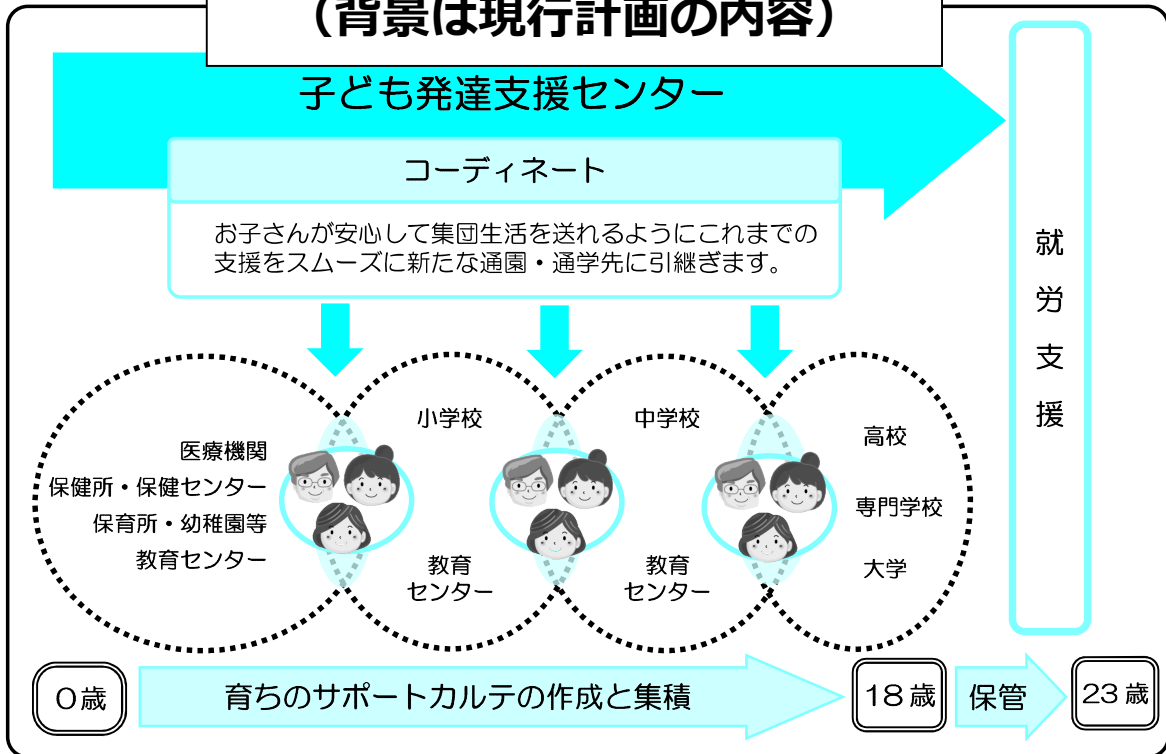 （背景は現行計画の内容）
子ども発達支援センター
コーディネート
お子さんが安心して集団生活を送れるようにこれまでの
支援をスムーズに新たな通園・通学先に引継ぎます。
就労支援
医療機関
保健所・保健センター
保育所・幼稚園等
教育センター
小学校
教育
センター
中学校
教育
センター
高校
専門学校
大学
0歳
育ちのサポートカルテの作成と集積
18歳
保管
23歳